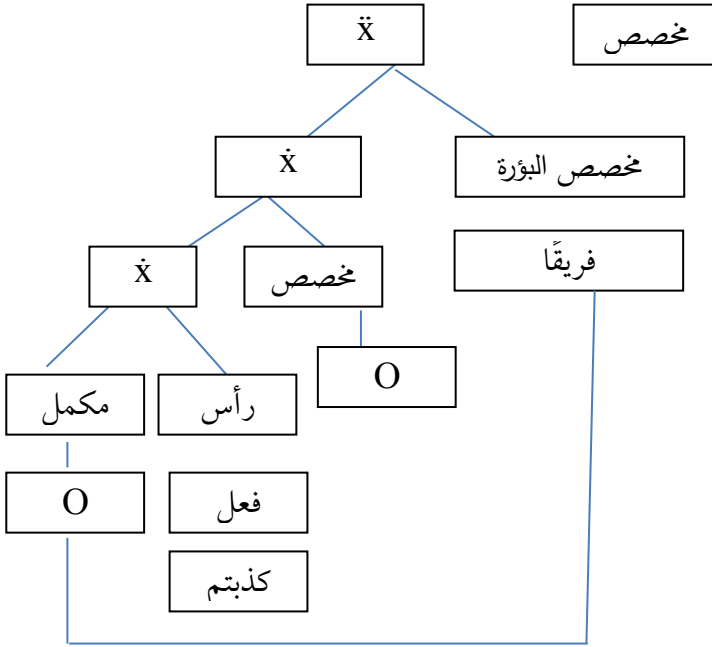 ẍ
مخصص
ẋ
مخصص البؤرة
ẋ
مخصص
فريقًا
O
رأس
مكمل
O
فعل
كذبتم